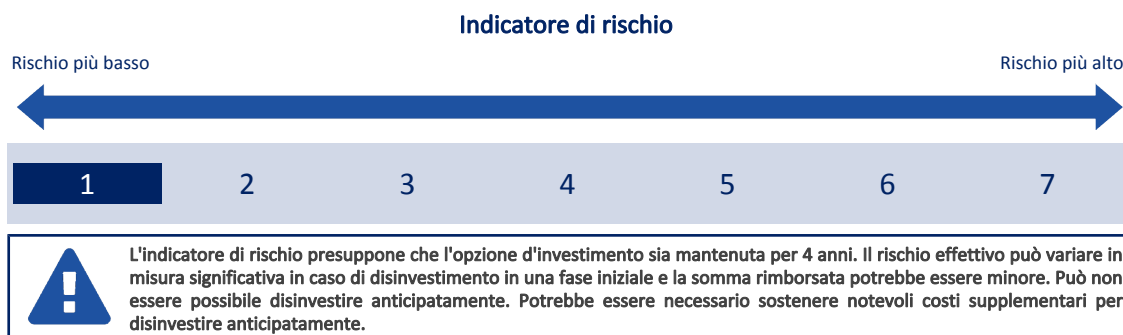 Indicatore di rischio
Rischio più basso
Rischio più alto
1 2 3 4 5 6 7
L'indicatore di rischio presuppone che l'opzione d'investimento sia mantenuta per 4 anni. Il rischio effettivo può variare in
misura significativa in caso di disinvestimento in una fase iniziale e la somma rimborsata potrebbe essere minore. Può non
essere possibile disinvestire anticipatamente. Potrebbe essere necessario sostenere notevoli costi supplementari per
disinvestire anticipatamente.